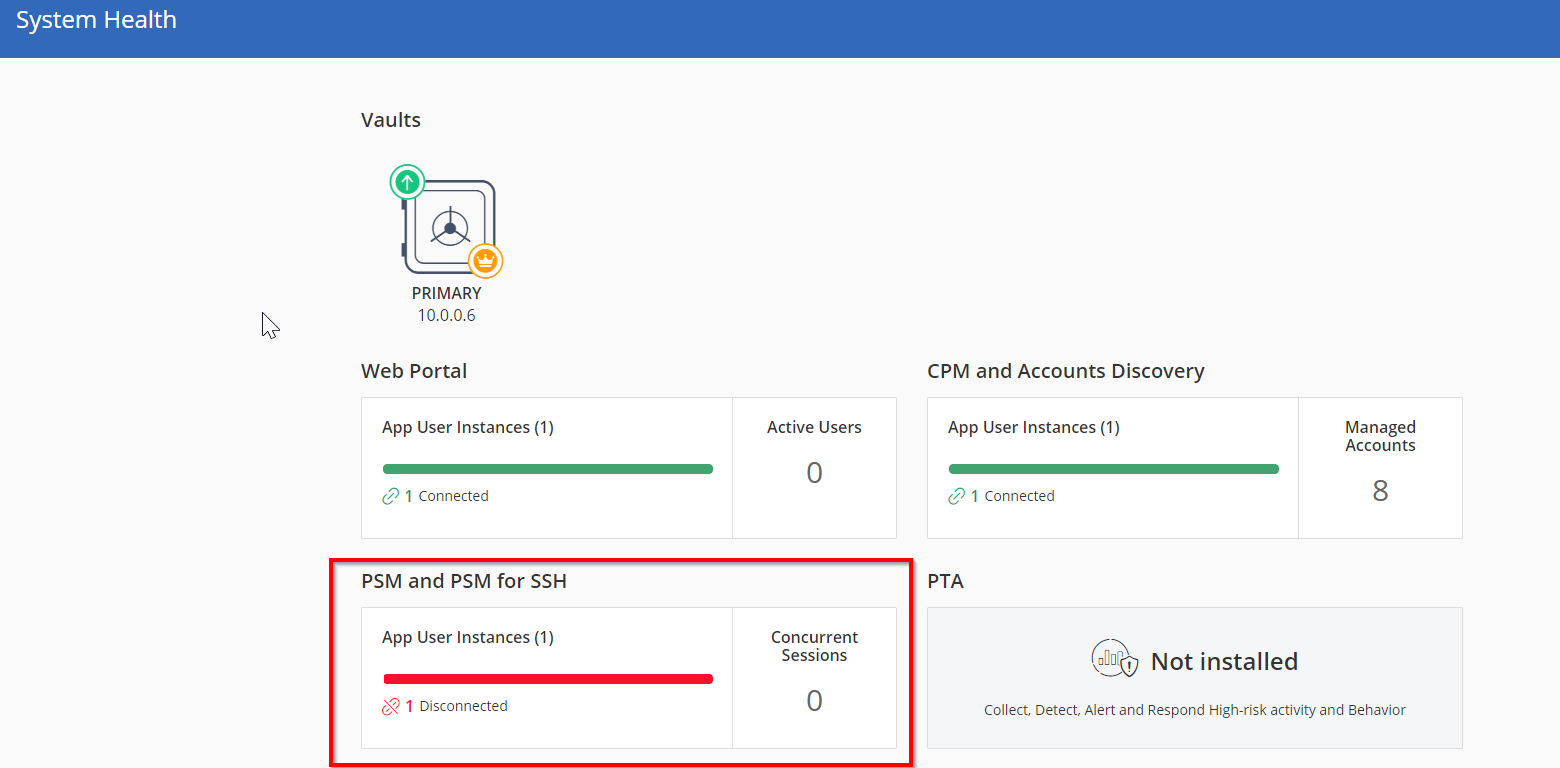 System Health
Vaults
PRIMARY
10.0.0.6
Web Portal
App User Instances (1)
1 Connected
Active Users
0
CPM and Accounts Discovery
App User Instances (1)
1 Connected
Managed
Accounts
8
PSM and PSM for SSH
App User Instances (1)
1 Disconnected
Concurrent
Sessions
0
PTA
Not installed
Collect, Detect, Alert and Respond High-risk activity and Behavior